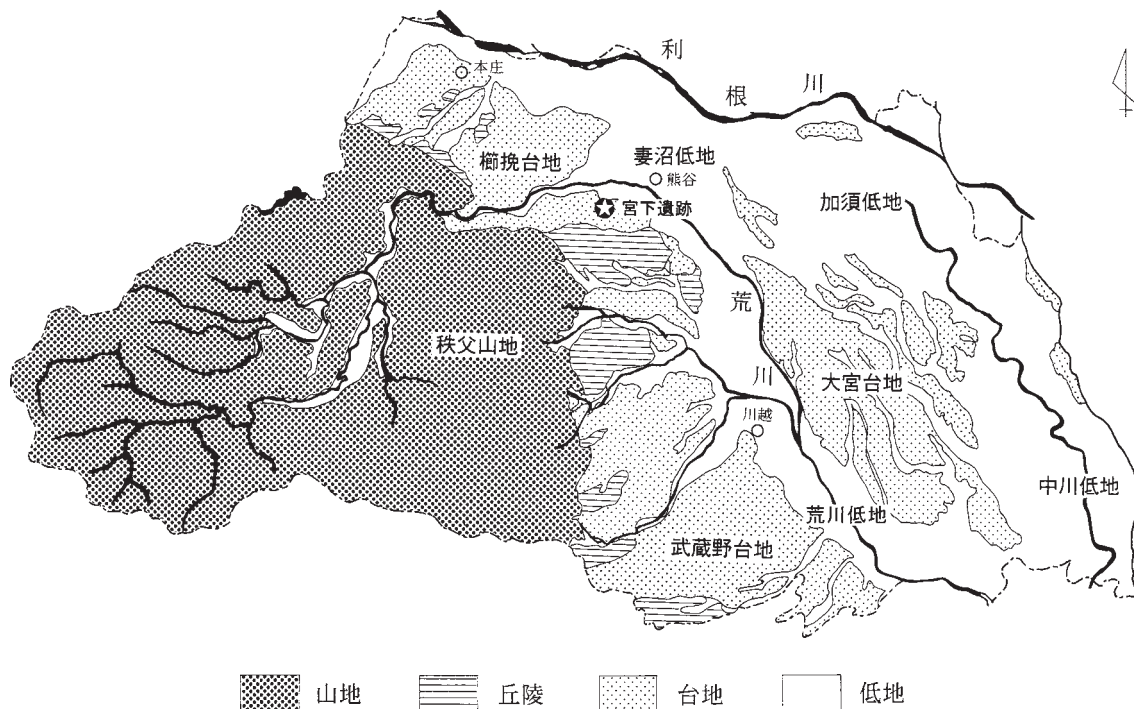 利根川
本庄
櫛挽台地
妻沼低地
熊谷
宮下遺跡
加須低地
荒川
秩父山地
大宮台地
川越
中川低地
荒川低地
武蔵野台地
山地
丘陵
台地
低地